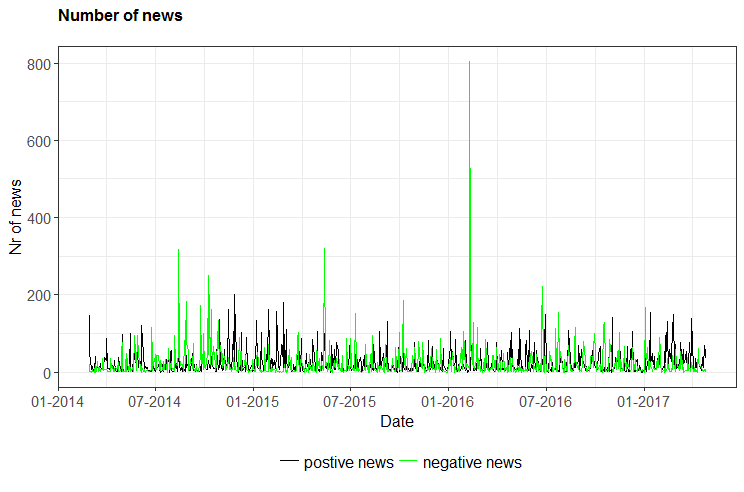 Number of news
800
600
400
200
0
Nr of news
01-2014 07-2014 01-2015 07-2015 01-2016 07-2016 01-2017
Date
postive news negative news